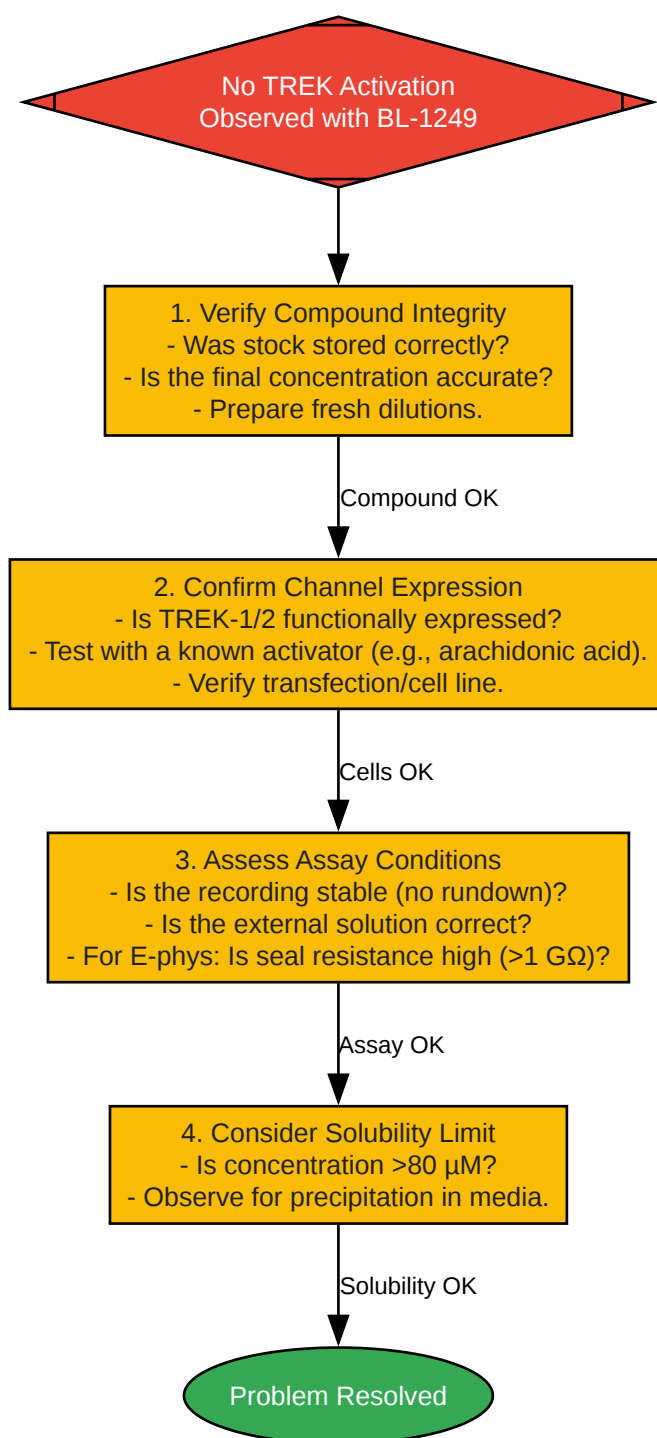 No TREK Activation
Observed with BL-1249
1. Verify Compound Integrity
- Was stock stored correctly?
- Is the final concentration accurate?
- Prepare fresh dilutions.
Compound OK
2. Confirm Channel Expression
- Is TREK-1/2 functionally expressed?
- Test with a known activator (e.g., arachidonic acid).
- Verify transfection/cell line.
Cells OK
3. Assess Assay Conditions
- Is the recording stable (no rundown)?
- Is the external solution correct?
- For E-phys: Is seal resistance high (>1 GΩ)?
Assay OK
4. Consider Solubility Limit
- Is concentration >80 µM?
- Observe for precipitation in media.
Solubility OK
Problem Resolved